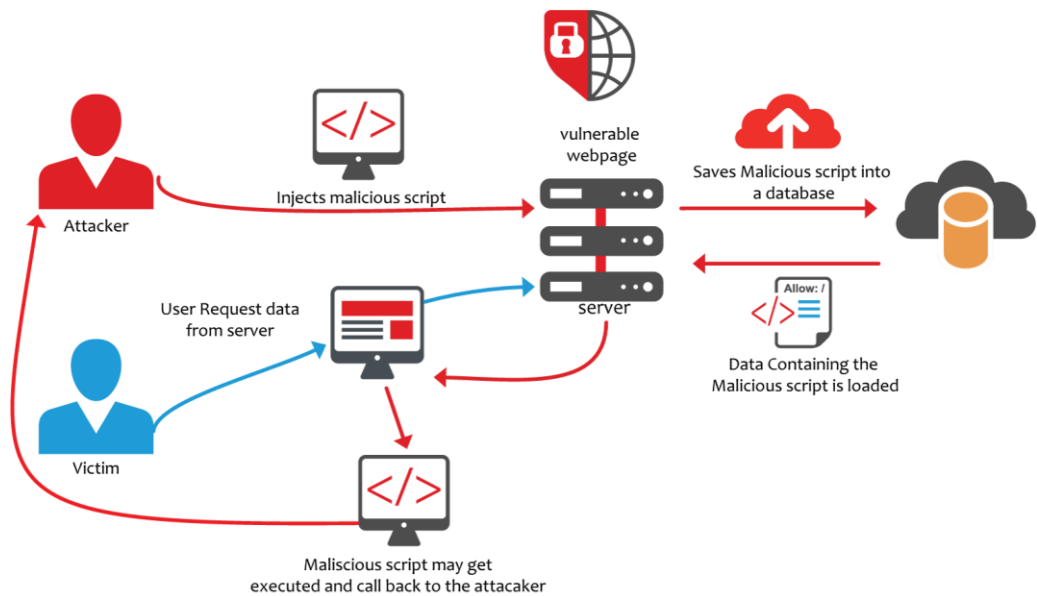 vulnerable
webpage
Injects malicious script
Saves Malicious script into
a database
Attacker
User Request data
from server
server
Allow: /
Data Containing the
Malicious script is loaded
Victim
</>
</>
</>
Maliscious script may get
executed and call back to the attacaker